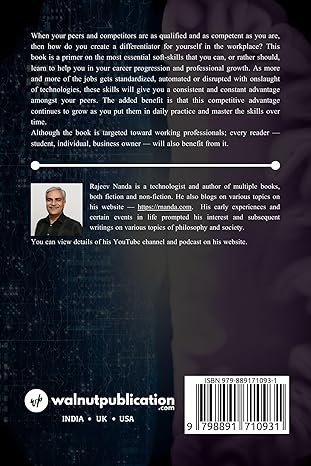 When your peers and competitors are as qualified and as competent as you are,
then how do you create a differentiator for yourself in the workplace? This
book is a primer on the most essential soft-skills that you can, or rather should,
learn to help you in your career progression and professional growth. As more
and more of the jobs gets standardized, automated or disrupted with onslaught
of technologies, these skills will give you a consistent and constant advantage
amongst your peers. The added benefit is that this competitive advantage
continues to grow as you put them in daily practice and master the skills over
time.
Although the book is targeted toward working professionals; every reader —
student, individual, business owner — will also benefit from it.
Rajeev Nanda is a technologist and author of multiple books,
both fiction and non-fiction. He also blogs on various topics on
his website — https://rnanda.com. His early experiences and
certain events in life prompted his interest and subsequent
writings on various topics of philosophy and society.
You can view details of his YouTube channel and podcast on his website.
wp walnutpublication
.com
INDIA • UK • USA
ISBN 979-889171093-1
9 798891 710931